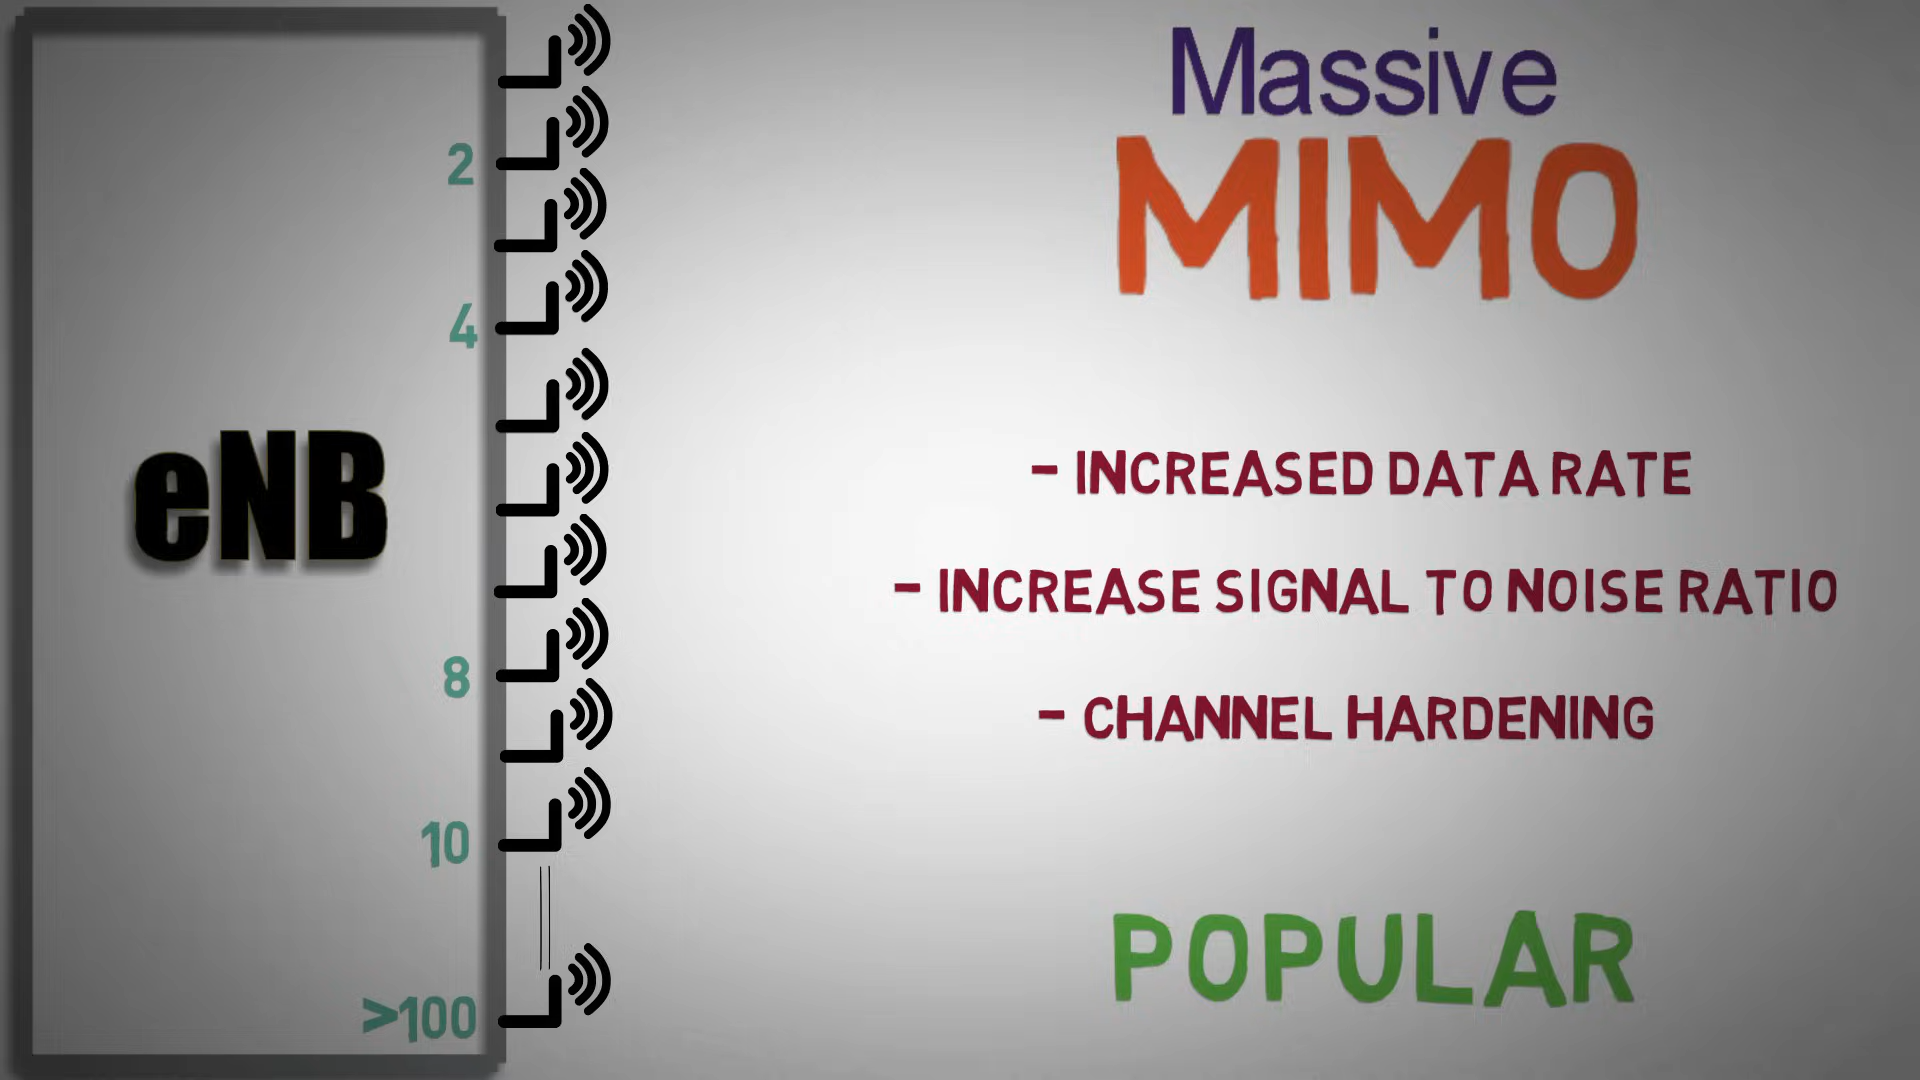 2
4
eNB
8
10
>100
Massive
MIMO
- INCREASED DATA RATE
- INCREASE SIGNAL TO NOISE RATIO
- CHANNEL HARDENING
POPULAR